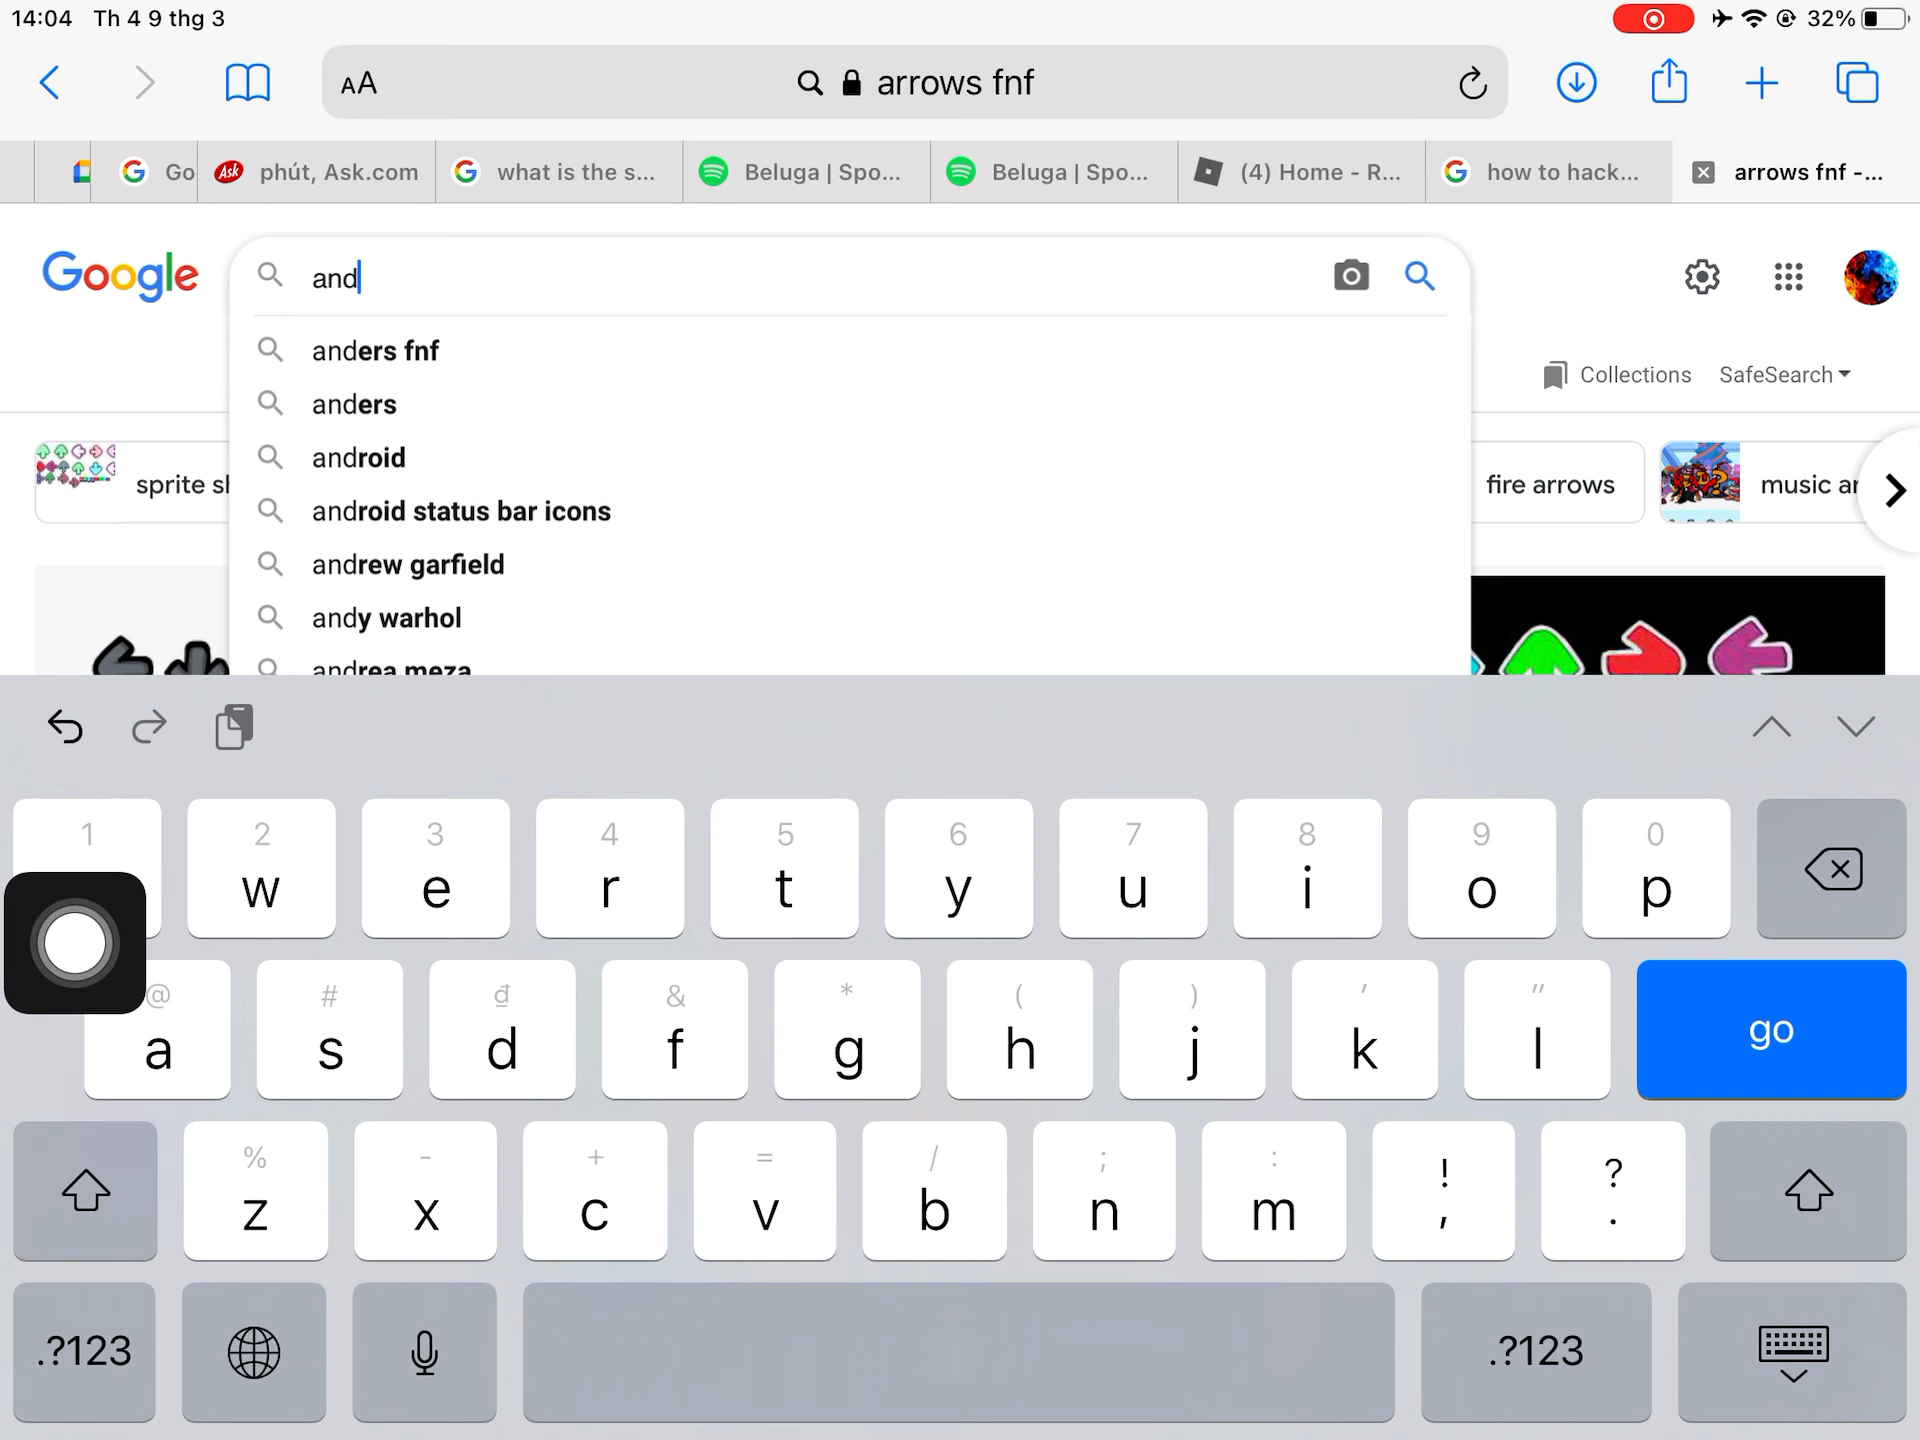 14:04 Th 4 9 thg 3 32%
AA arrows fnf
Go phút, Ask.com what is the s... Beluga | Spo... Beluga | Spo... (4) Home - R... how to hack... arrows fnf -...
Google and
anders fnf
anders
android
android status bar icons
andrew garfield
andy warhol
andrea meza
Collections SafeSearch
sprite sh fire arrows music ar
1 2 3 4 5 6 7 8 9 0
w e r t y u i o p
@ # đ & * ( ) ' "
a s d f g h j k l go
% - + = / ; : ! ?
z x c v b n m , .
.?123 .?123